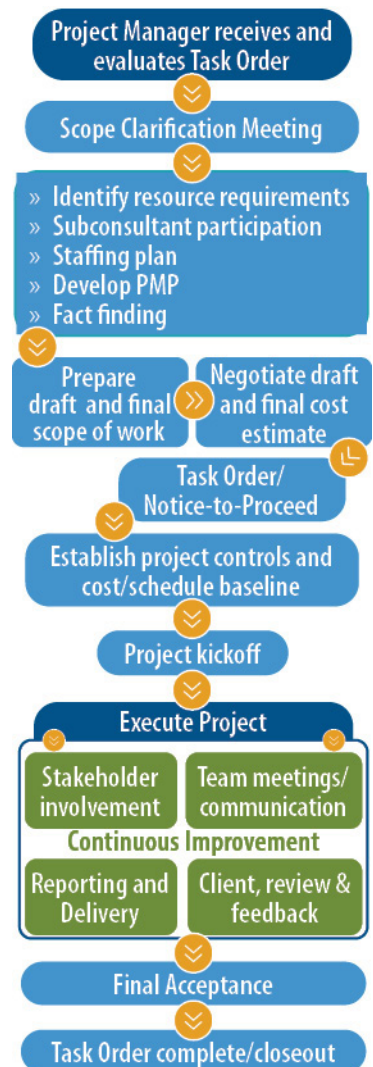 Project Manager receives and
evaluates Task Order
Scope Clarification Meeting
» Identify resource requirements
» Subconsultant participation
» Staffing plan
» Develop PMP
» Fact finding
Prepare
draft and final
scope of work
Negotiate draft
and final cost
estimate
Task Order/
Notice-to-Proceed
Establish project controls and
cost/schedule baseline
Project kickoff
Execute Project
Stakeholder
involvement
Team meetings/
communication
Continuous Improvement
Reporting and
Delivery
Client, review &
feedback
Final Acceptance
Task Order complete/closeout